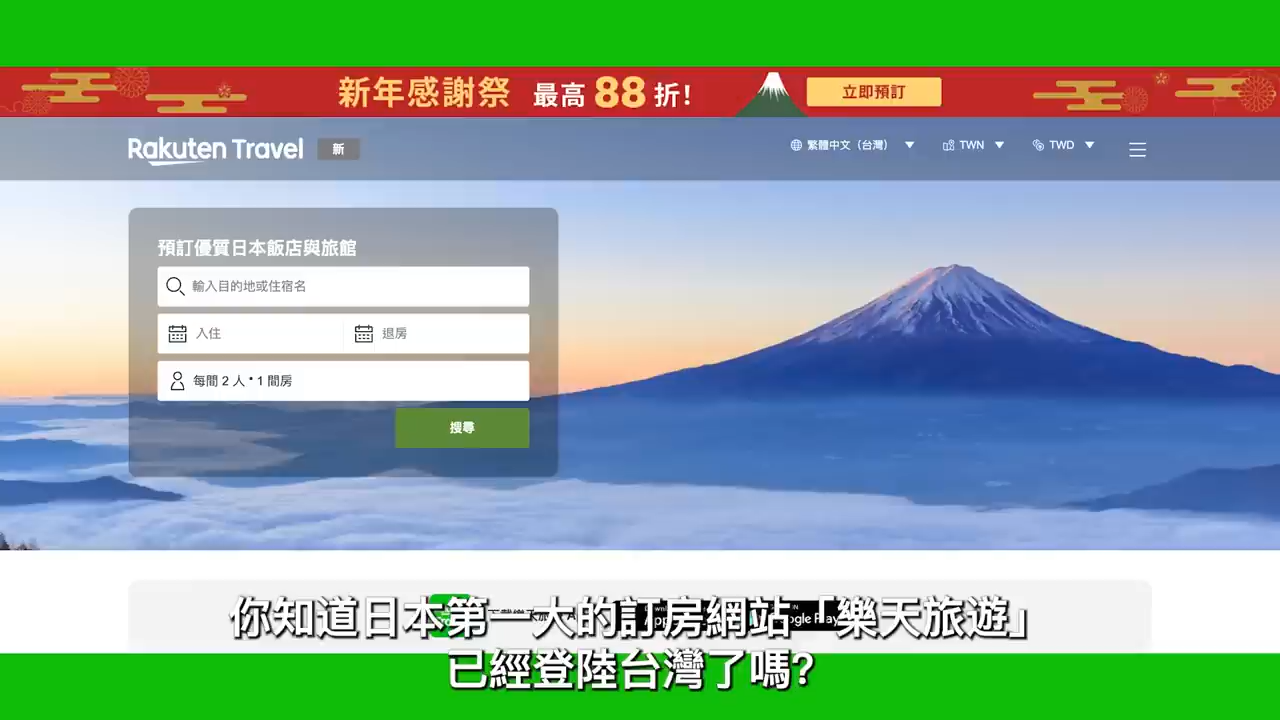 新年感謝祭 最高88折! 立即預訂
Rakuten Travel 新 繁體中文（台灣） TWN TWD
預訂優質日本飯店與旅館
輸入目的地或住宿名
入住 退房
每間 2 人 • 1 間房
搜尋
你知道日本第一大的訂房網站「樂天旅遊」
已經登陸台灣了嗎?